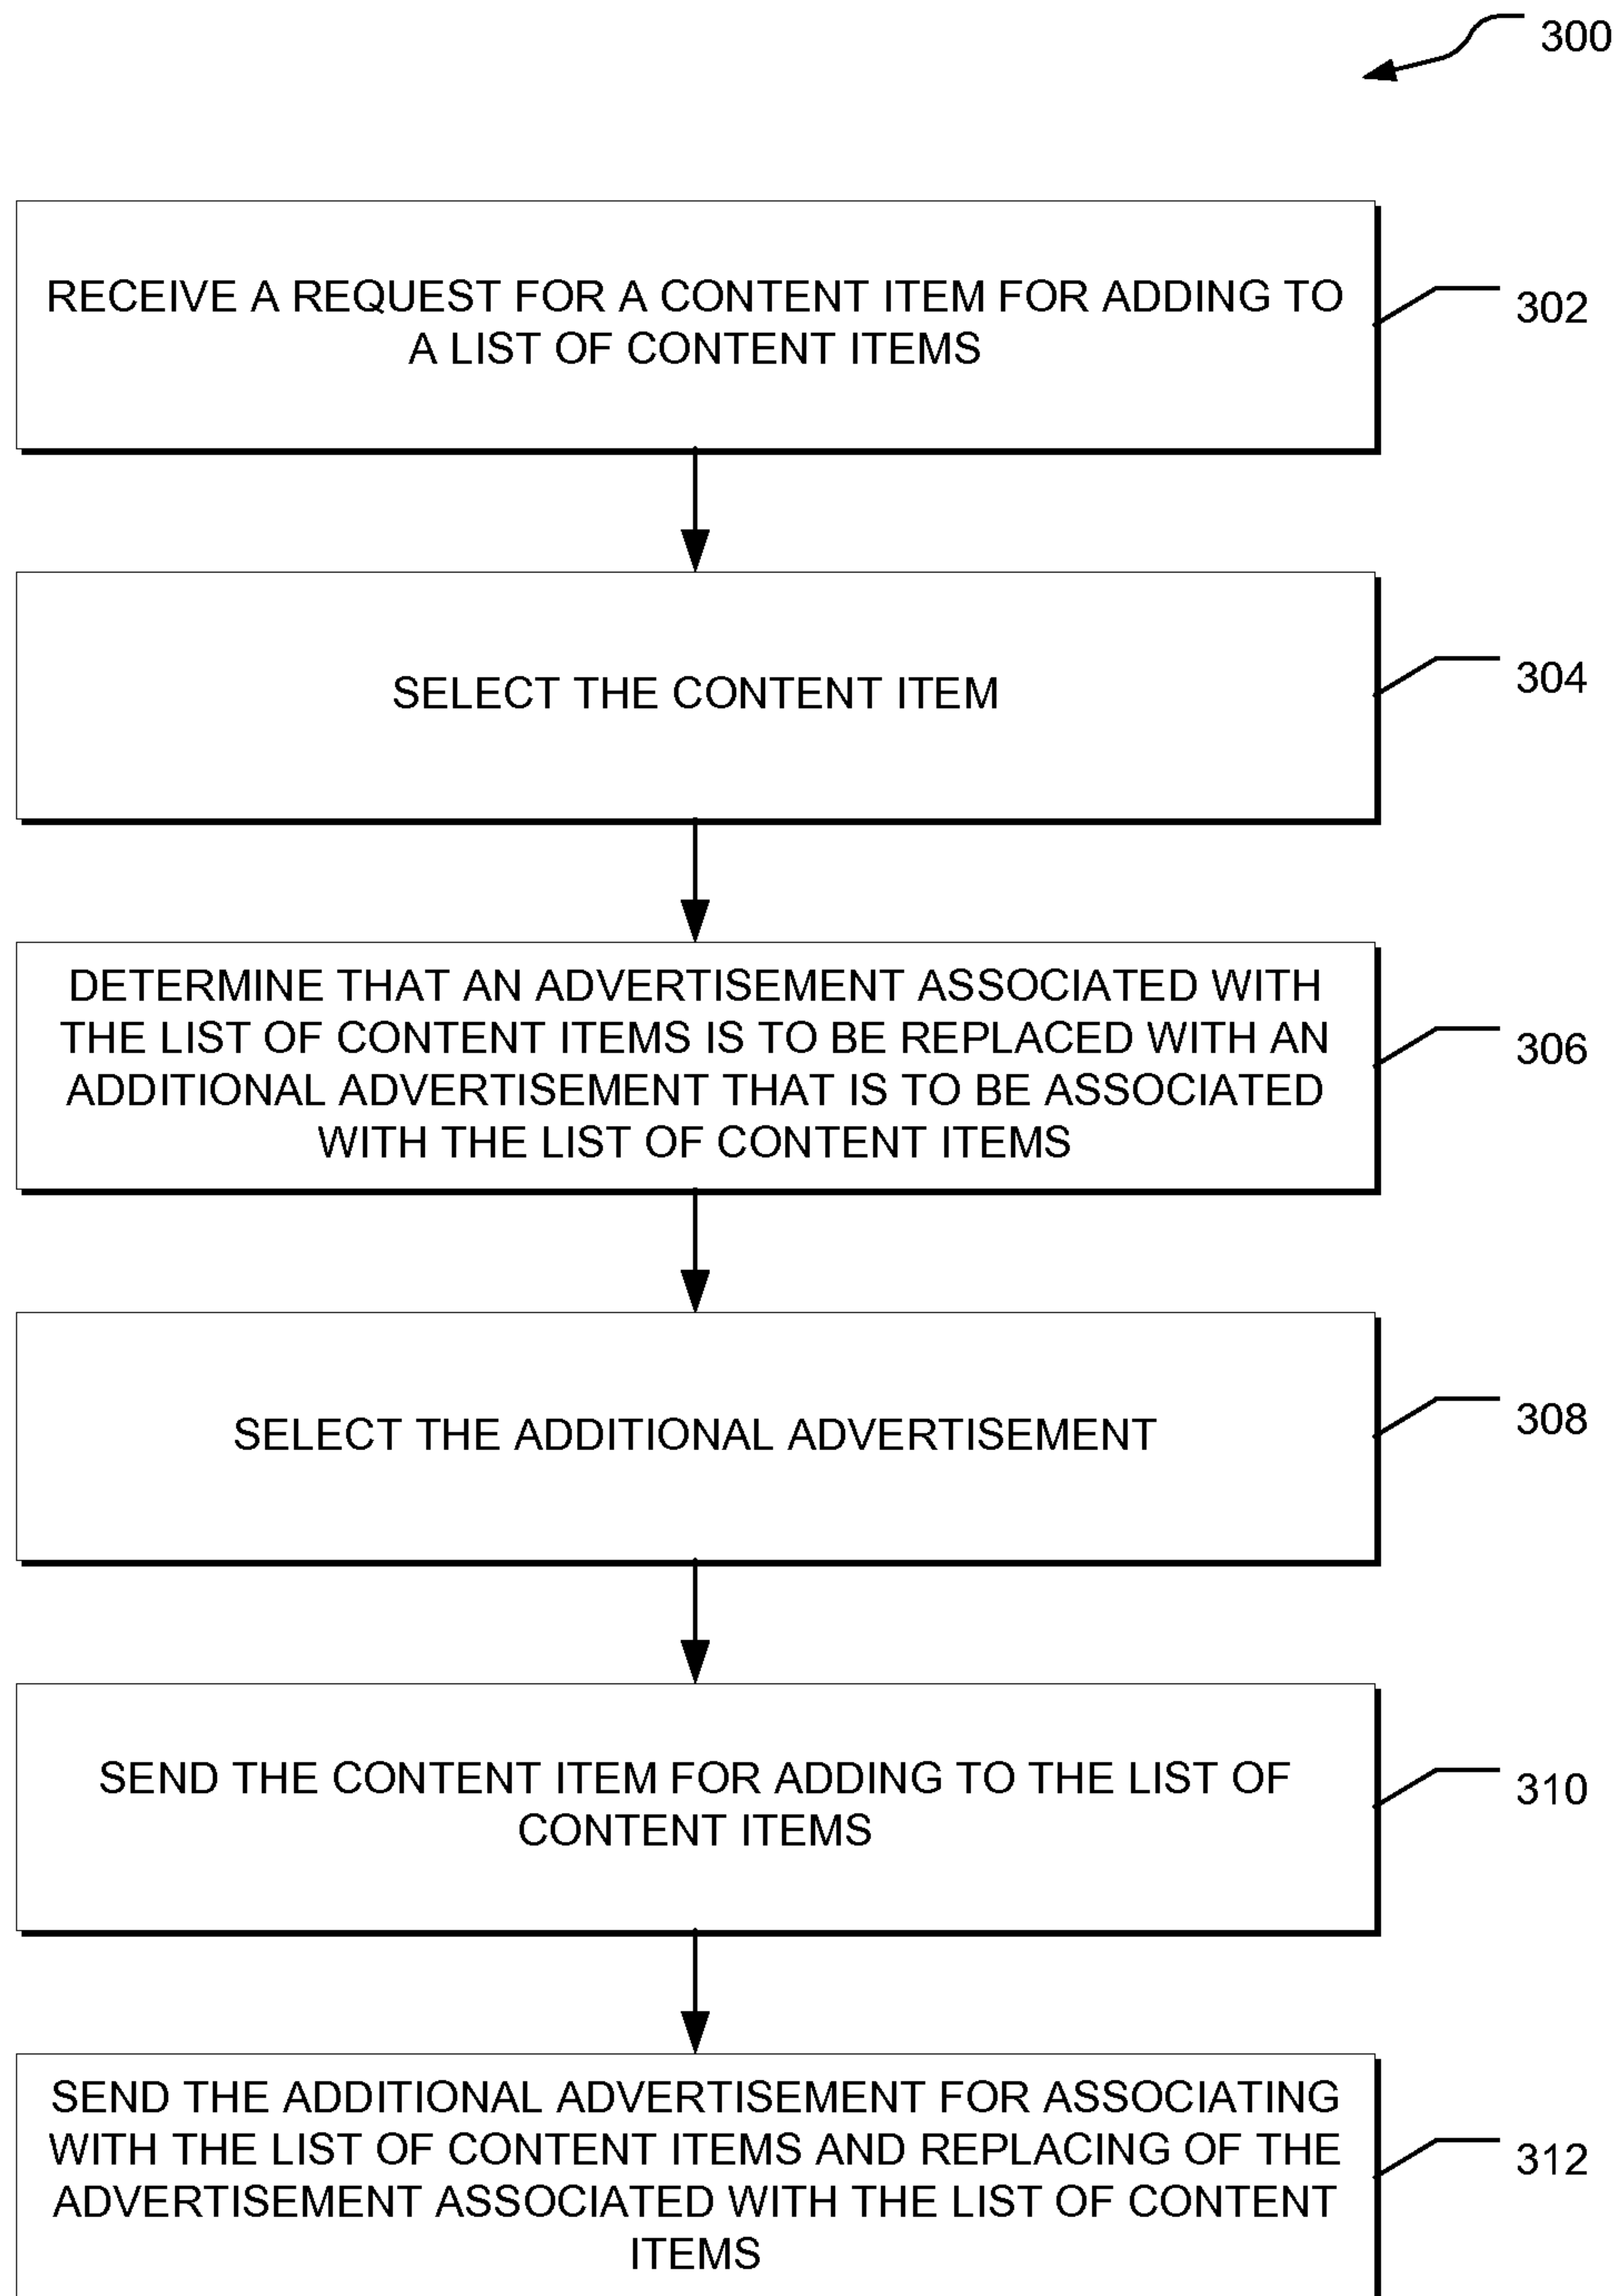 300
RECEIVE A REQUEST FOR A CONTENT ITEM FOR ADDING TO
A LIST OF CONTENT ITEMS
302
SELECT THE CONTENT ITEM
304
DETERMINE THAT AN ADVERTISEMENT ASSOCIATED WITH
THE LIST OF CONTENT ITEMS IS TO BE REPLACED WITH AN
ADDITIONAL ADVERTISEMENT THAT IS TO BE ASSOCIATED
WITH THE LIST OF CONTENT ITEMS
306
SELECT THE ADDITIONAL ADVERTISEMENT
308
SEND THE CONTENT ITEM FOR ADDING TO THE LIST OF
CONTENT ITEMS
310
SEND THE ADDITIONAL ADVERTISEMENT FOR ASSOCIATING
WITH THE LIST OF CONTENT ITEMS AND REPLACING OF THE
ADVERTISEMENT ASSOCIATED WITH THE LIST OF CONTENT
ITEMS
312